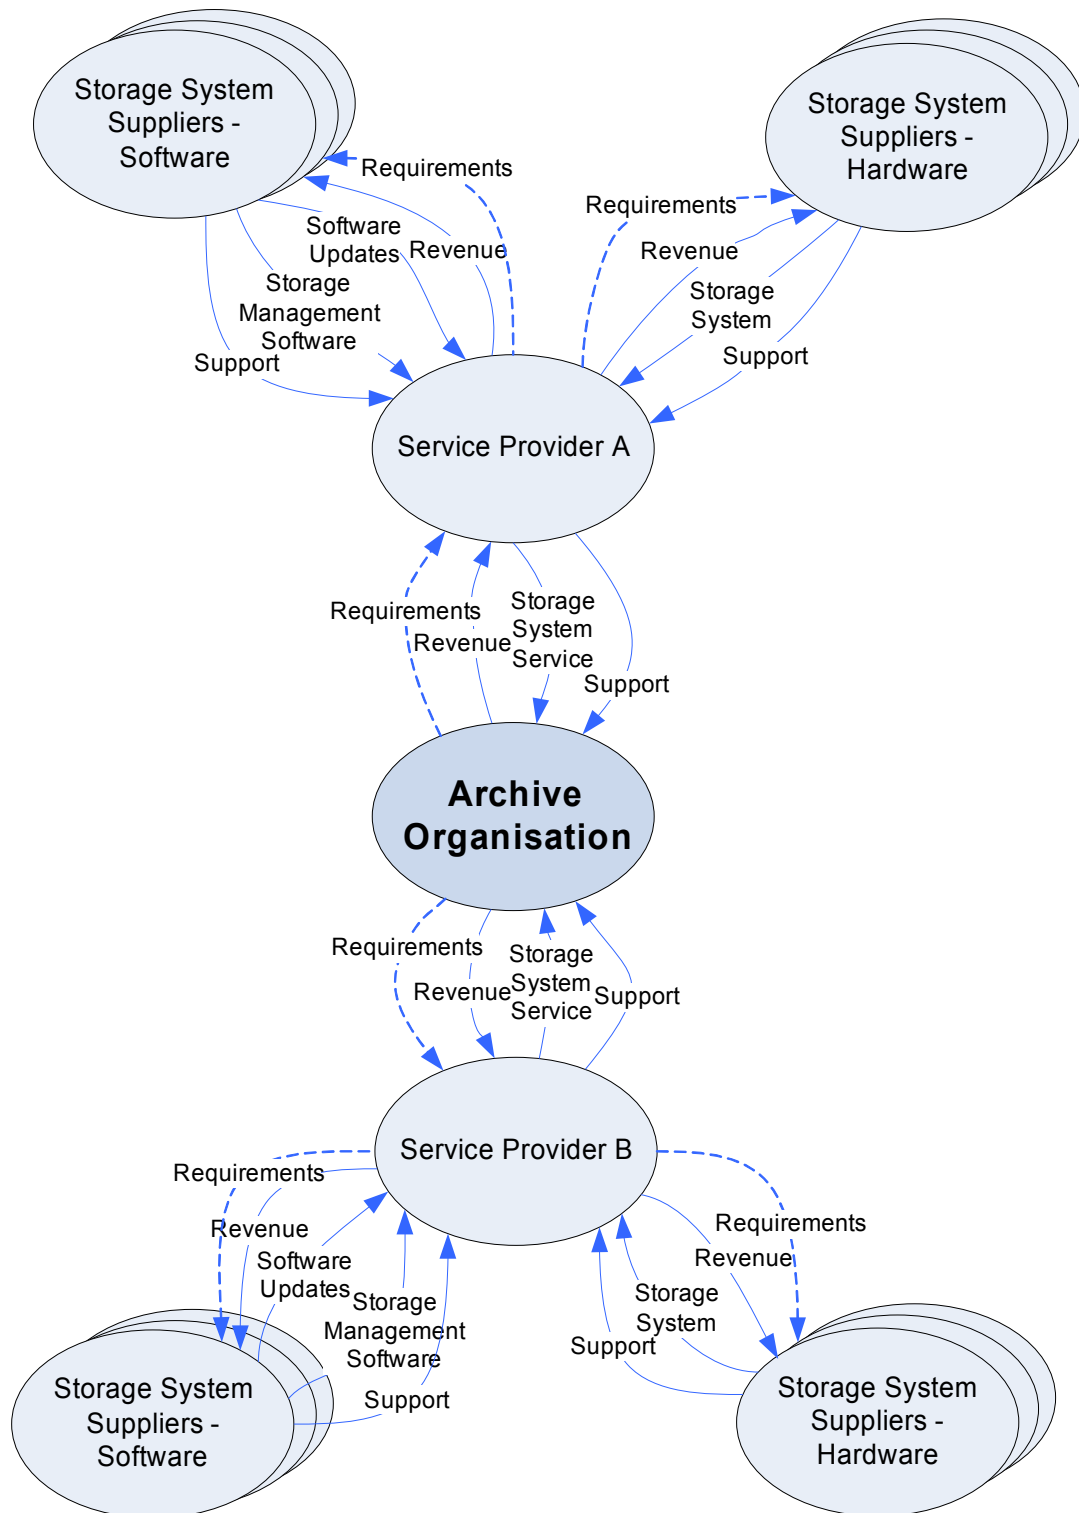 Storage System
Suppliers -
Software
Storage System
Suppliers -
Hardware
Requirements
Requirements
Software
Updates
Revenue
Revenue
Storage
Management
Software
Storage
System
Support
Support
Service Provider A
Requirements
Revenue
Storage
System
Service
Support
Archive
Organisation
Requirements
Revenue
Storage
System
Service
Support
Service Provider B
Requirements
Revenue
Software
Updates
Storage
Management
Software
Support
Requirements
Revenue
Storage
System
Support
Storage System
Suppliers -
Software
Storage System
Suppliers -
Hardware